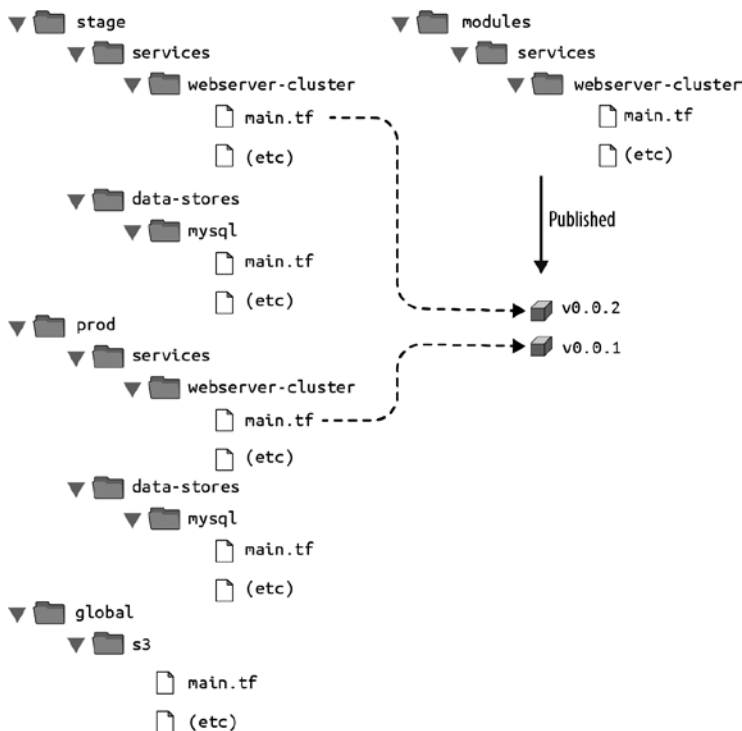 stage
services
webserver-cluster
main.tf
(etc)
data-stores
mysql
main.tf
(etc)
prod
services
webserver-cluster
main.tf
(etc)
data-stores
mysql
main.tf
(etc)
global
s3
main.tf
(etc)
modules
services
webserver-cluster
main.tf
(etc)
Published
v0.0.2
v0.0.1